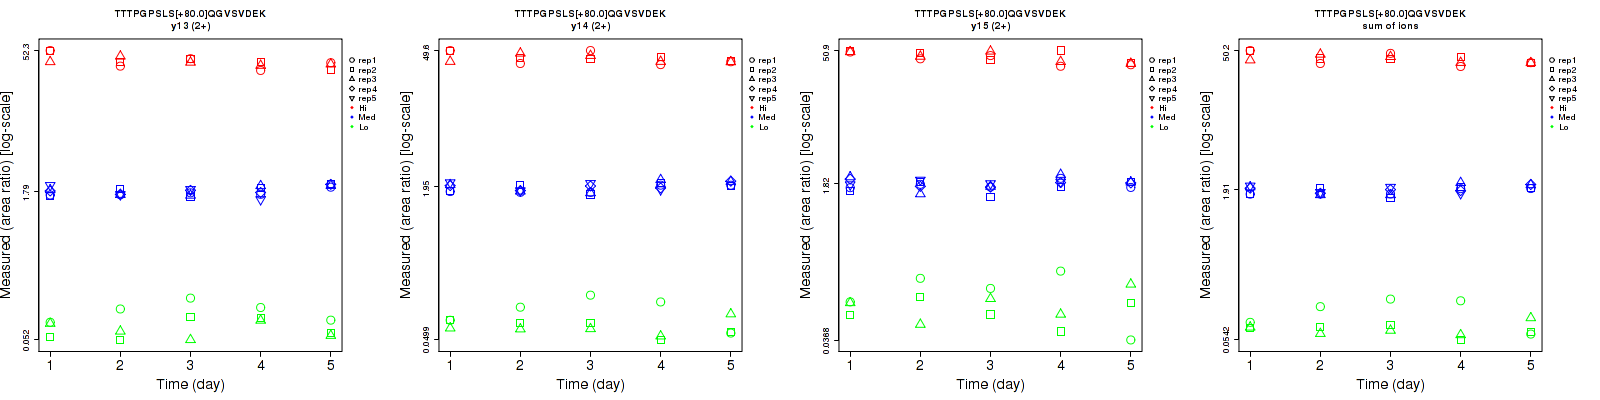 TTTPGPSLS[+80.0]QGVSVDEK
y13 (2+)
Measured (area ratio) [log-scale]
52.3
1.79
0.052
1 2 3 4 5
Time (day)
rep1
rep2
rep3
rep4
rep5
Hi
Med
Lo
TTTPGPSLS[+80.0]QGVSVDEK
y14 (2+)
Measured (area ratio) [log-scale]
49.6
1.95
0.0499
1 2 3 4 5
Time (day)
rep1
rep2
rep3
rep4
rep5
Hi
Med
Lo
TTTPGPSLS[+80.0]QGVSVDEK
y15 (2+)
Measured (area ratio) [log-scale]
50.9
1.82
0.0388
1 2 3 4 5
Time (day)
rep1
rep2
rep3
rep4
rep5
Hi
Med
Lo
TTTPGPSLS[+80.0]QGVSVDEK
sum of ions
Measured (area ratio) [log-scale]
50.2
1.91
0.0542
1 2 3 4 5
Time (day)
rep1
rep2
rep3
rep4
rep5
Hi
Med
Lo